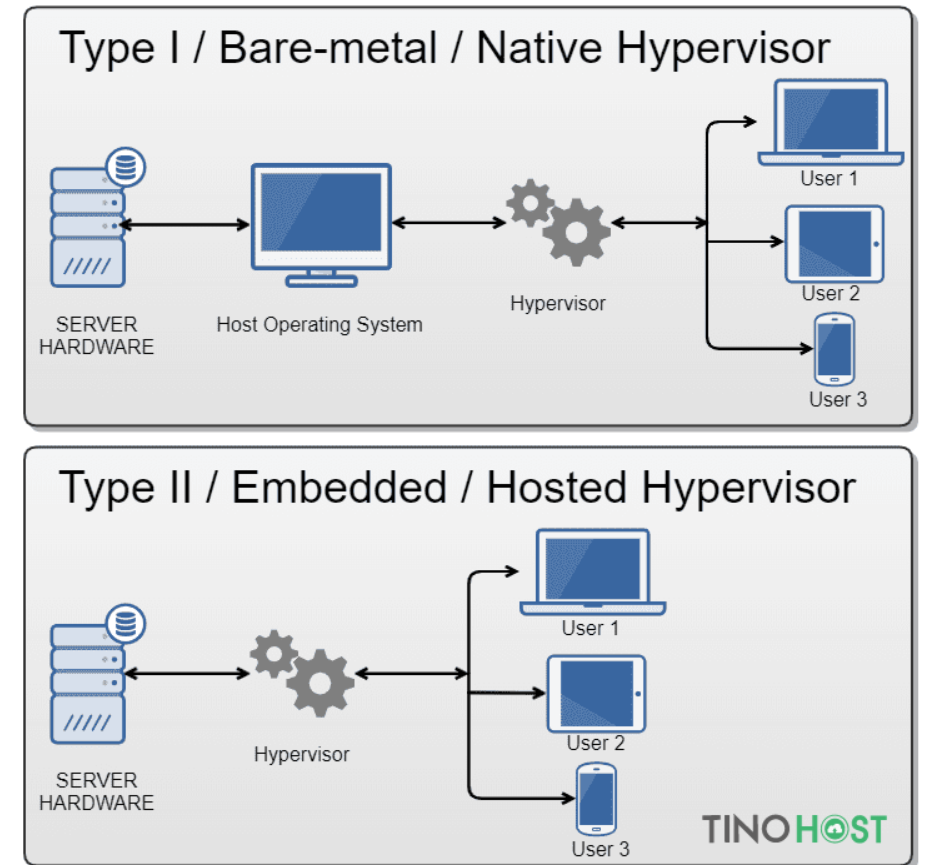 Type I / Bare-metal / Native Hypervisor
User 1
User 2
User 3
SERVER
HARDWARE
Host Operating System
Hypervisor
Type II / Embedded / Hosted Hypervisor
User 1
User 2
User 3
SERVER
HARDWARE
Hypervisor
TINOHOST